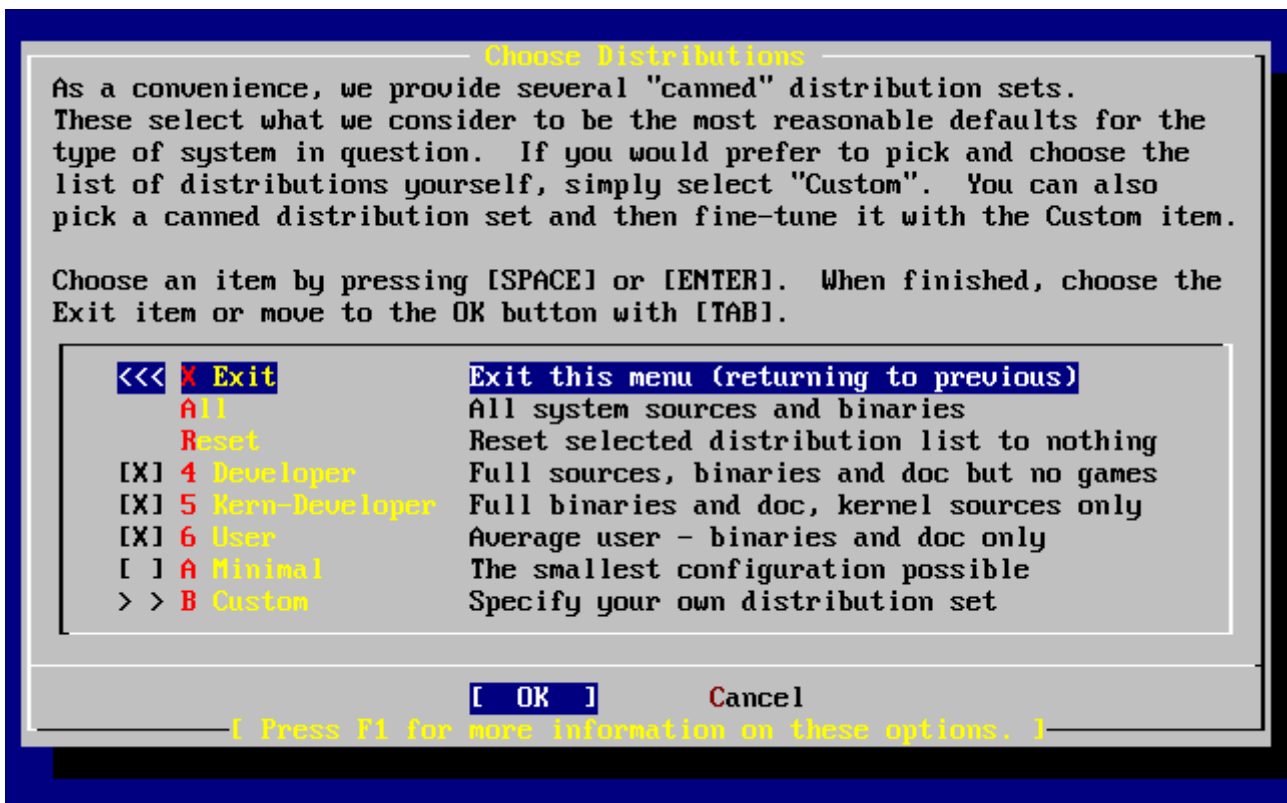 Choose Distributions
As a convenience, we provide several "canned" distribution sets.
These select what we consider to be the most reasonable defaults for the
type of system in question.  If you would prefer to pick and choose the
list of distributions yourself, simply select "Custom".  You can also
pick a canned distribution set and then fine-tune it with the Custom item.
Choose an item by pressing [SPACE] or [ENTER].  When finished, choose the
Exit item or move to the OK button with [TAB].
<<< X Exit Exit this menu (returning to previous)
All All system sources and binaries
Reset Reset selected distribution list to nothing
[X] 4 Developer Full sources, binaries and doc but no games
[X] 5 Kern-Developer Full binaries and doc, kernel sources only
[X] 6 User Average user - binaries and doc only
[ ] A Minimal The smallest configuration possible
> > B Custom Specify your own distribution set
[  OK  ] Cancel
[ Press F1 for more information on these options. ]